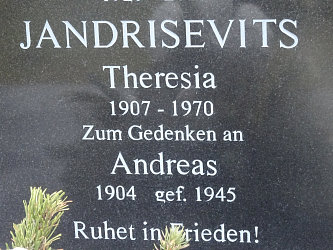 JANDRISEVITS
Theresia
1907 - 1970
Zum Gedenken an
Andreas
1904 gef. 1945
Ruhet in Frieden!